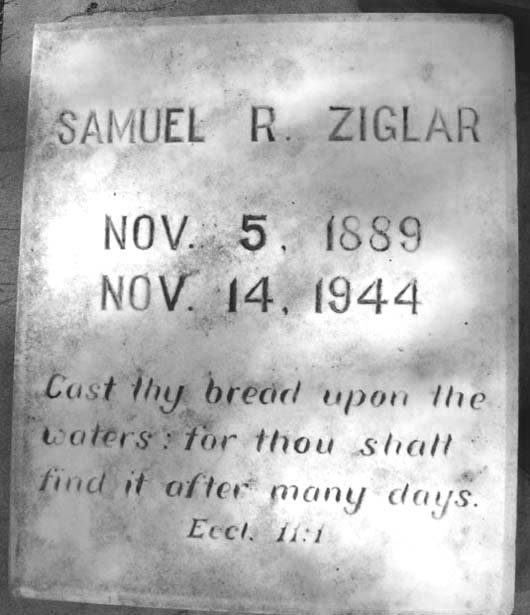 SAMUEL R. ZIGLAR
NOV. 5, 1889
NOV. 14, 1944
Cast thy bread upon the
waters: for thou shalt
find it after many days.
Eccl. 11:1